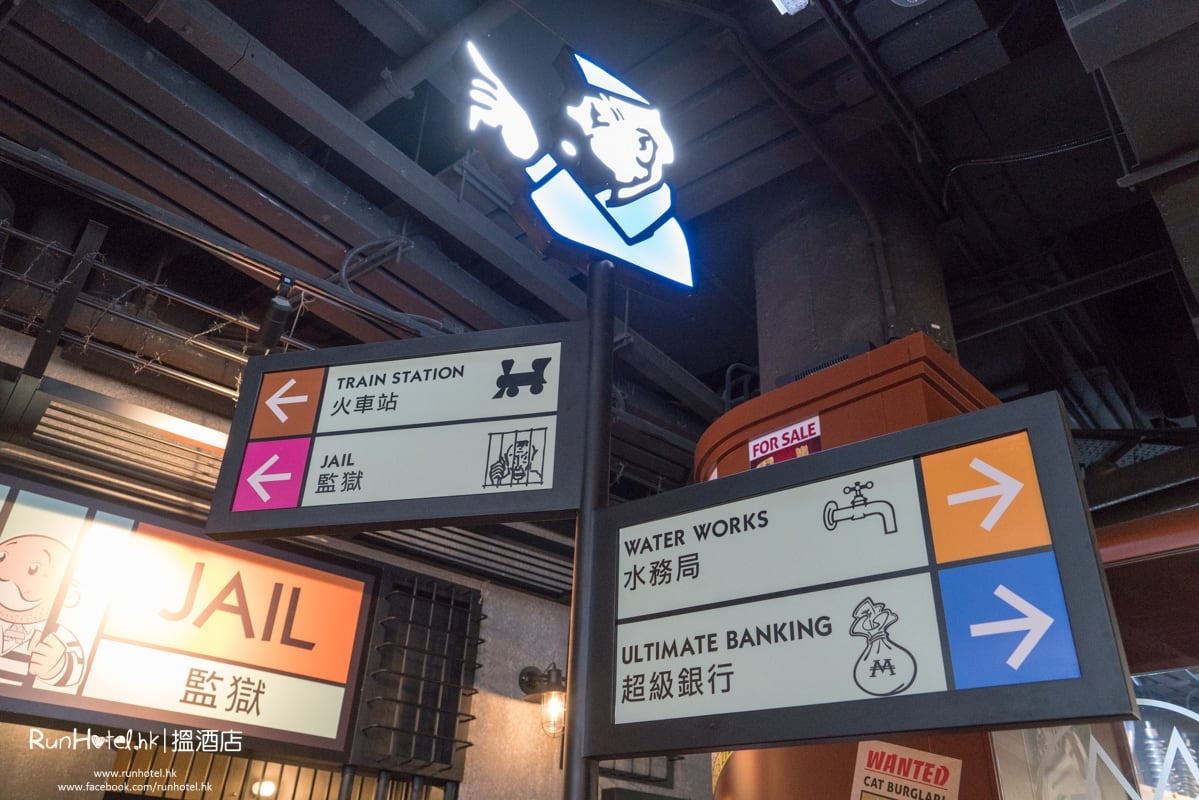 TRAIN STATION
火車站
JAIL
監獄
FOR SALE
WATER WORKS
水務局
ULTIMATE BANKING
超級銀行
JAIL
監獄
WANTED
CAT BURGLAR!
RunHotel.hk|搵酒店
www.runhotel.hk
www.facebook.com/runhotel.hk